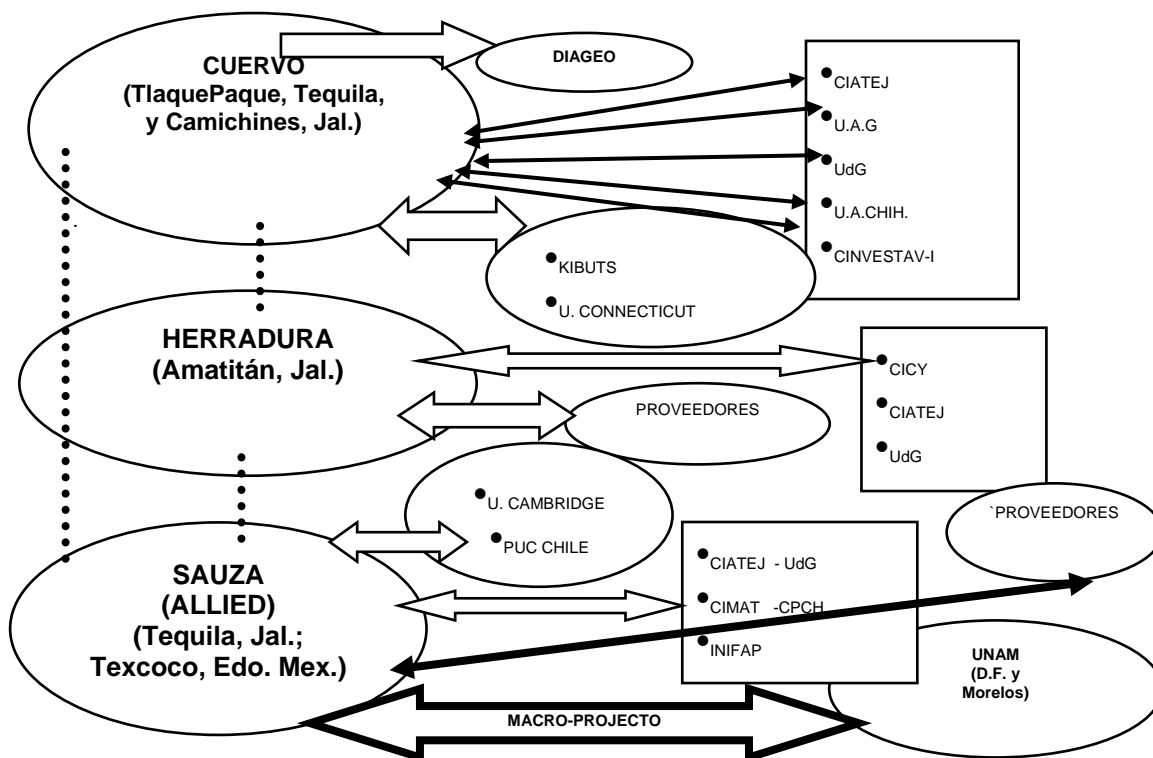 CUERVO
(TlaquePaque, Tequila,
y Camichines, Jal.)
DIAGEO
CIATEJ
U.A.G
UdG
U.A.CHIH.
CINVESTAV-I
KIBUTS
U. CONNECTICUT
HERRADURA
(Amatitán, Jal.)
CICY
CIATEJ
UdG
PROVEEDORES
U. CAMBRIDGE
PUC CHILE
`PROVEEDORES
SAUZA
(ALLIED)
(Tequila, Jal.;
Texcoco, Edo. Mex.)
CIATEJ - UdG
CIMAT -CPCH
INIFAP
UNAM
(D.F. y
Morelos)
MACRO-PROJECTO